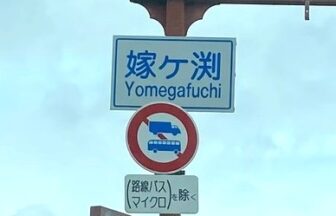 嫁ケ渕
Yomegafuchi
(路線バス
マイクロ)を除く